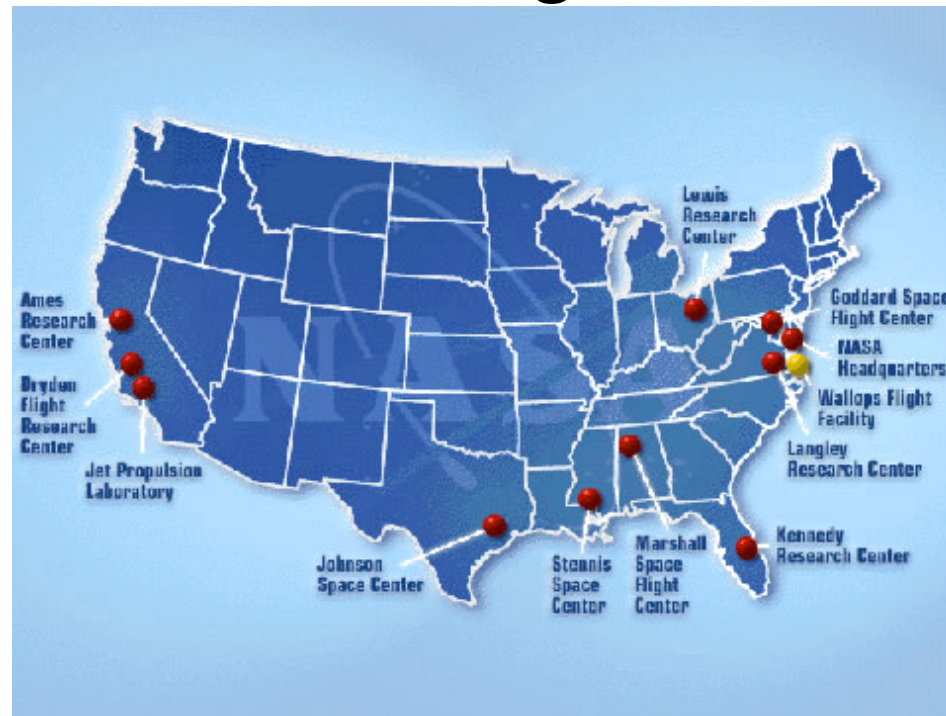 Lewis
Research
Center
Ames
Research
Center
Goddard Space
Flight Center
NASA
NASA
Headquarters
Dryden
Flight
Research
Center
Wallops Flight
Facility
Langley
Research Center
Jet Propulsion
Laboratory
Johnson
Space Center
Stennis
Space
Center
Marshall
Space
Flight
Center
Kennedy
Research Center